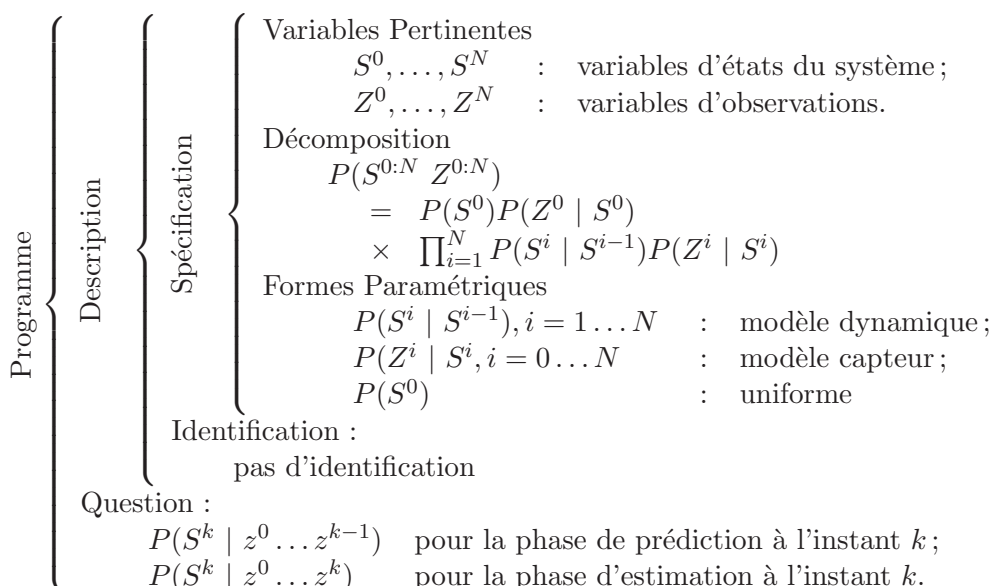 Programme
Description
Spécification
Variables Pertinentes
S^0, . . . , S^N : variables d'états du système ;
Z^0, . . . , Z^N : variables d'observations.
Décomposition
P(S^{0:N} Z^{0:N})
= P(S^0)P(Z^0 | S^0)
× ∏_{i=1}^N P(S^i | S^{i−1})P(Z^i | S^i)
Formes Paramétriques
P(S^i | S^{i−1}), i = 1 . . . N : modèle dynamique ;
P(Z^i | S^i, i = 0 . . . N : modèle capteur ;
P(S^0) : uniforme
Identification :
pas d'identification
Question :
P(S^k | z^0 . . . z^{k−1}) pour la phase de prédiction à l'instant k ;
P(S^k | z^0 . . . z^k) pour la phase d'estimation à l'instant k.